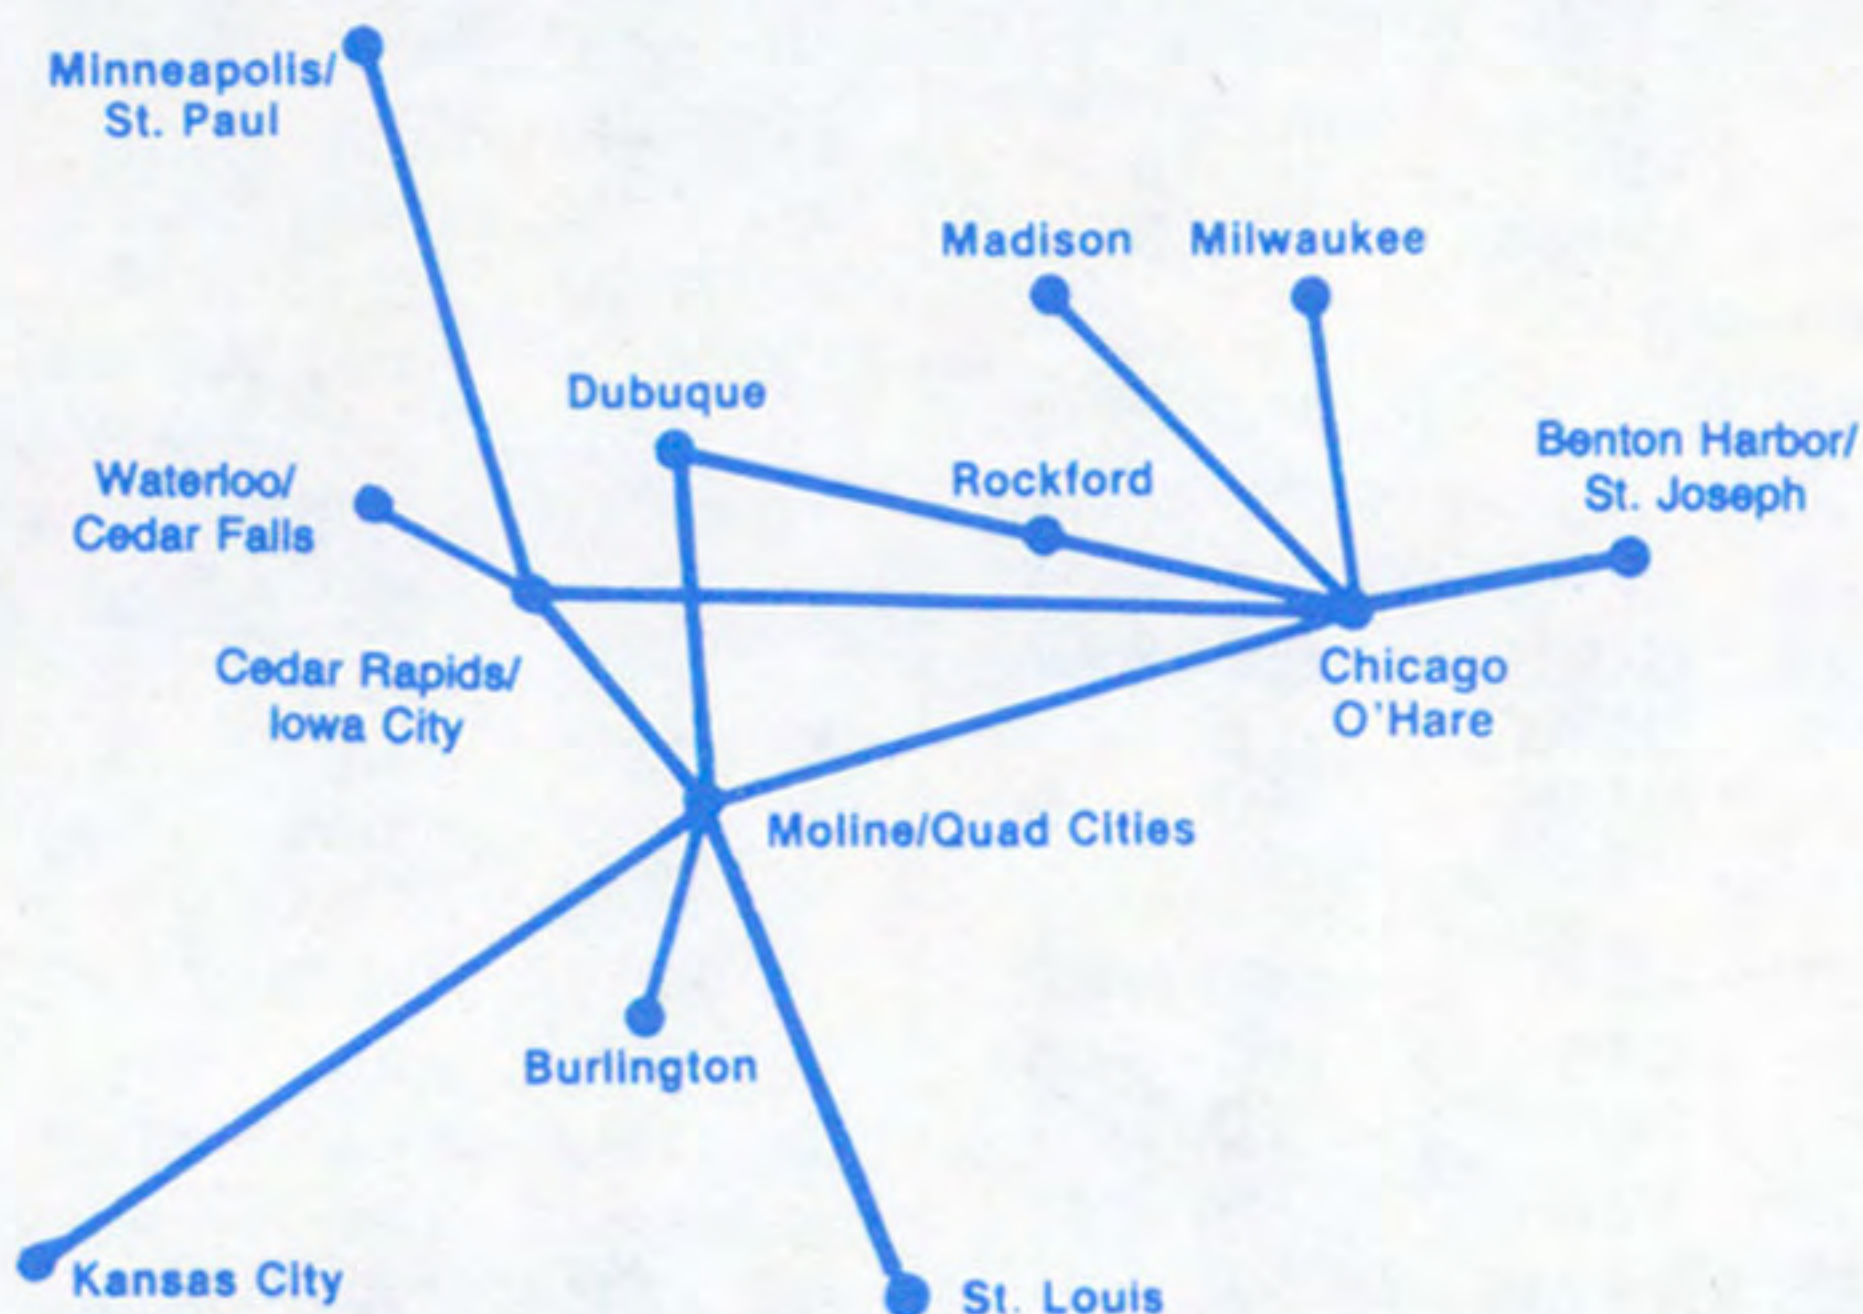 Minneapolis/
St. Paul
Madison
Milwaukee
Dubuque
Benton Harbor/
St. Joseph
Waterloo/
Cedar Falls
Rockford
Cedar Rapids/
Iowa City
Chicago
O'Hare
Moline/Quad Cities
Burlington
Kansas City
St. Louis